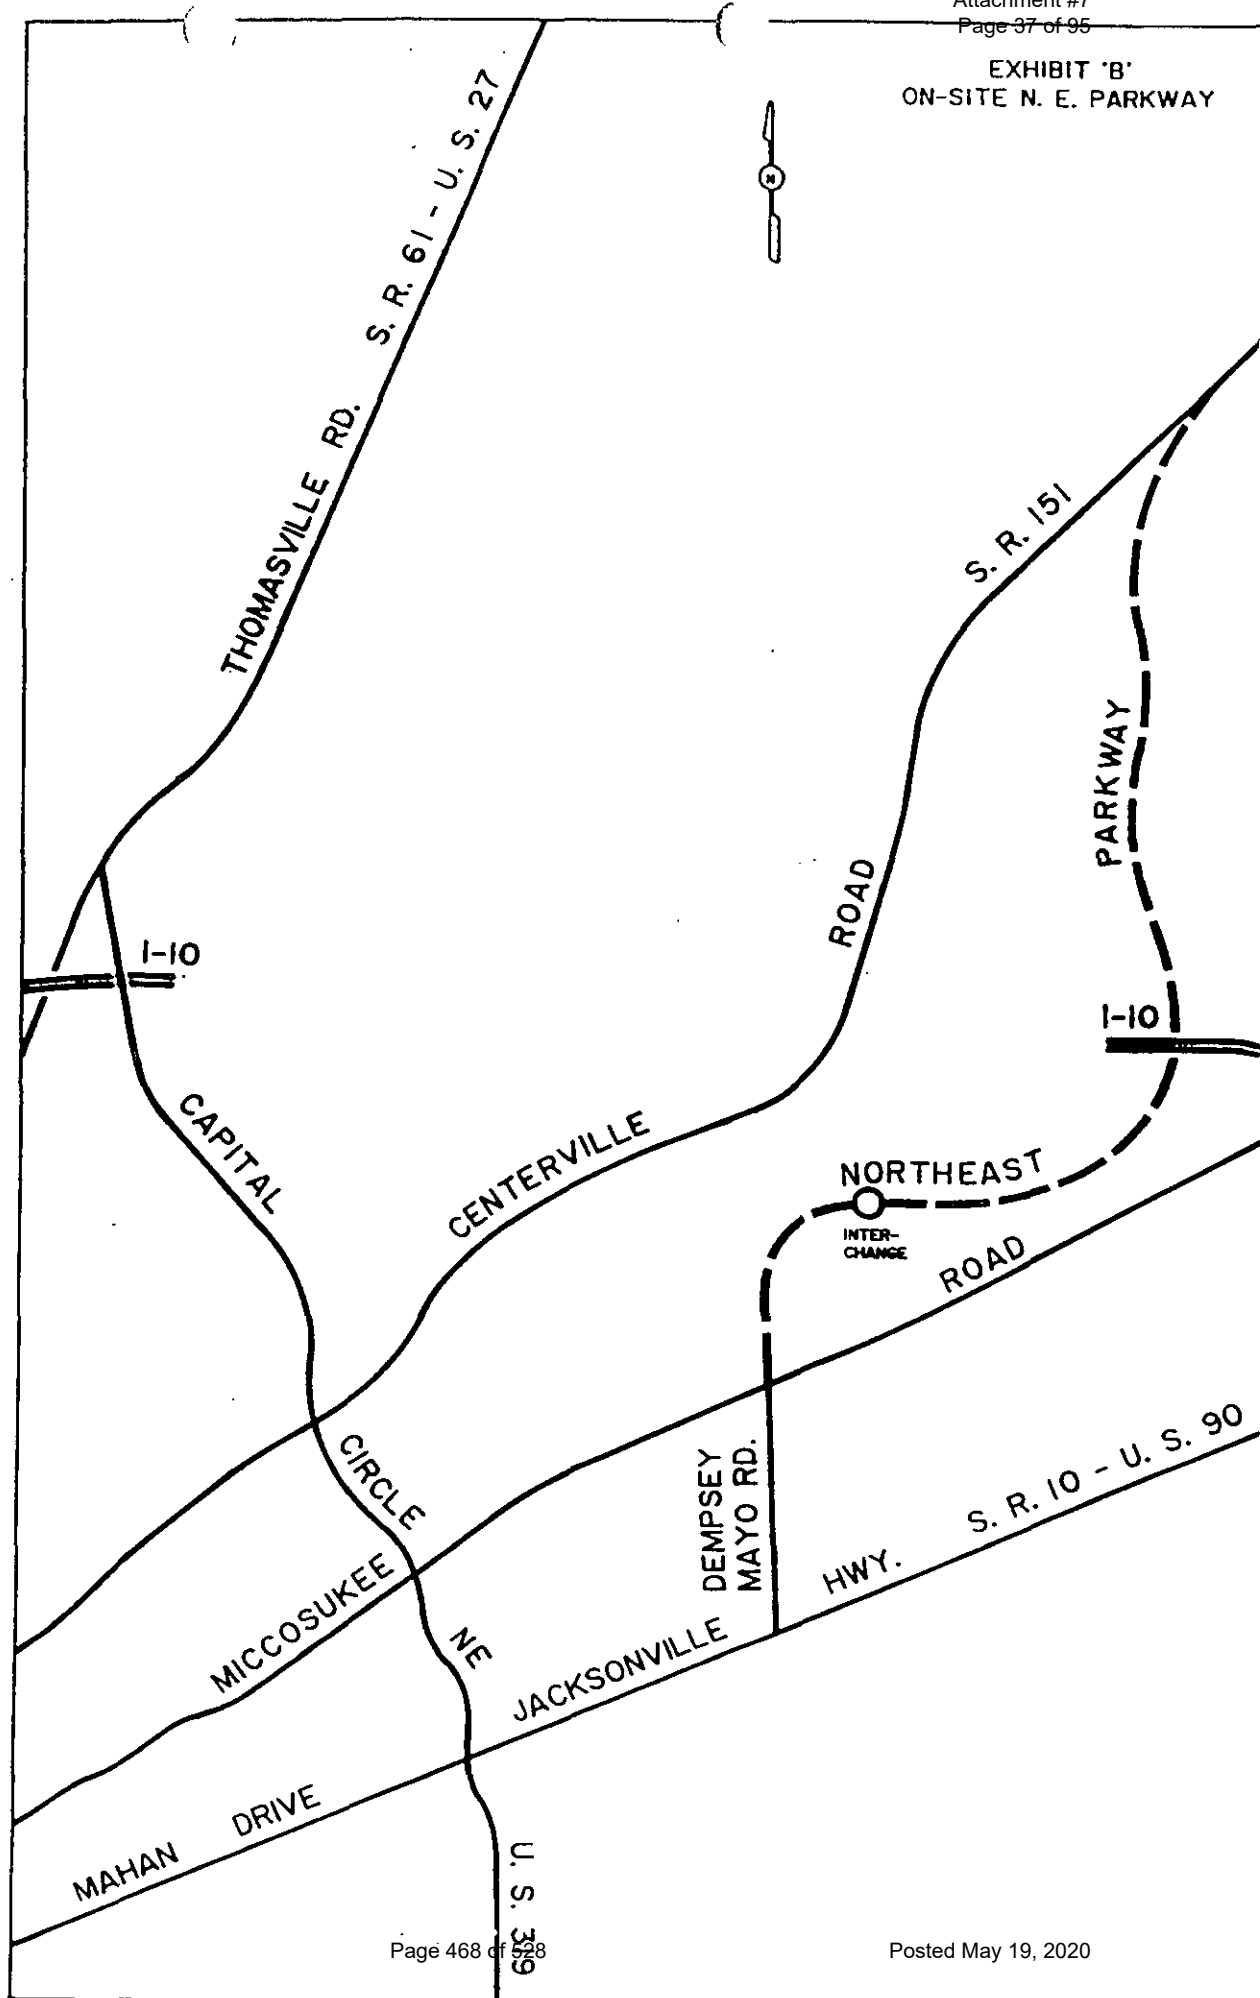 Attachment #7
Page 37 of 95
EXHIBIT 'B'
ON-SITE N. E. PARKWAY
THOMASVILLE RD. S. R. 61 - U. S. 27
S. R. 151
PARKWAY
ROAD
I-10
I-10
CAPITAL
CENTERVILLE
NORTHEAST
INTER-
CHANGE
ROAD
CIRCLE
DEMPSEY
MAYO RD.
S. R. 10 - U. S. 90
HWY.
MICCOSUKEE
NE
JACKSONVILLE
MAHAN DRIVE
U. S. 319
Page 468 of 528
Posted May 19, 2020